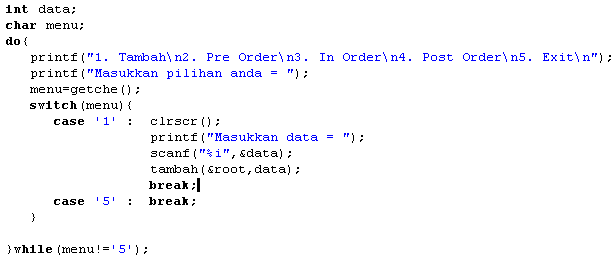 int data;
char menu;
do{
   printf("1. Tambah\n2. Pre Order\n3. In Order\n4. Post Order\n5. Exit\n");
   printf("Masukkan pilihan anda = ");
   menu=getche();
   switch(menu){
      case '1' :  clrscr();
                  printf("Masukkan data = ");
                  scanf("%i",&data);
                  tambah(&root,data);
                  break;
      case '5' :  break;
   }
}while(menu!='5');